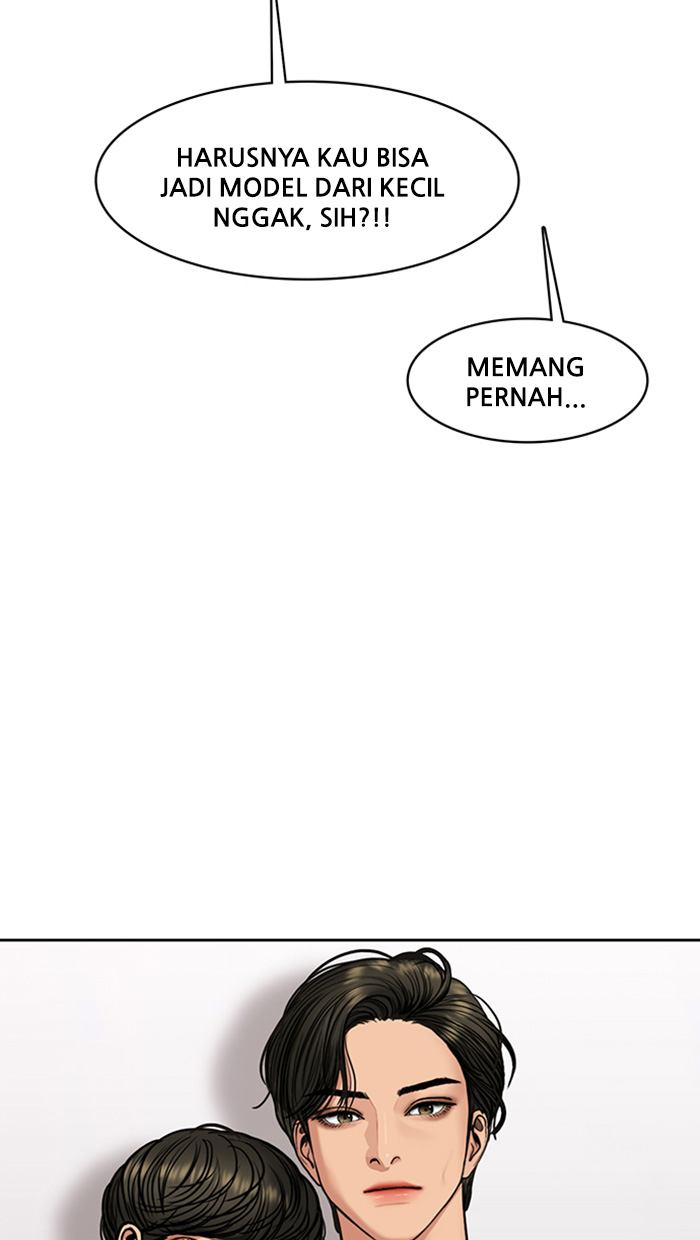 HARUSNYA KAU BISA
JADI MODEL DARI KECIL
NGGAK, SIH?!!
MEMANG
PERNAH...